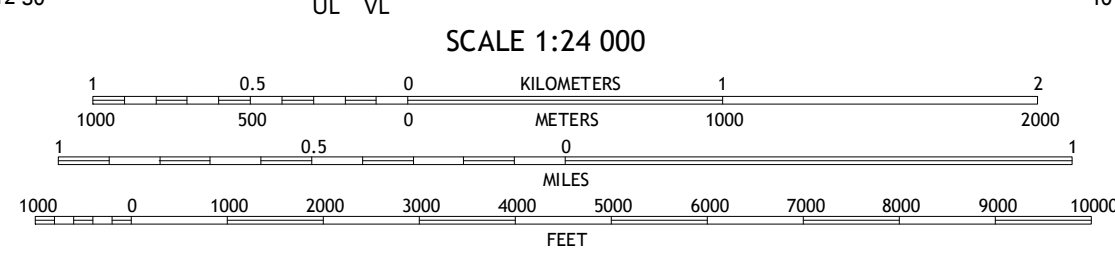 UL VL
SCALE 1:24 000
1 0.5 0 KILOMETERS 1 2
1000 500 0 METERS 1000 2000
1 0.5 0 1
MILES
1000 0 1000 2000 3000 4000 5000 6000 7000 8000 9000 10000
FEET